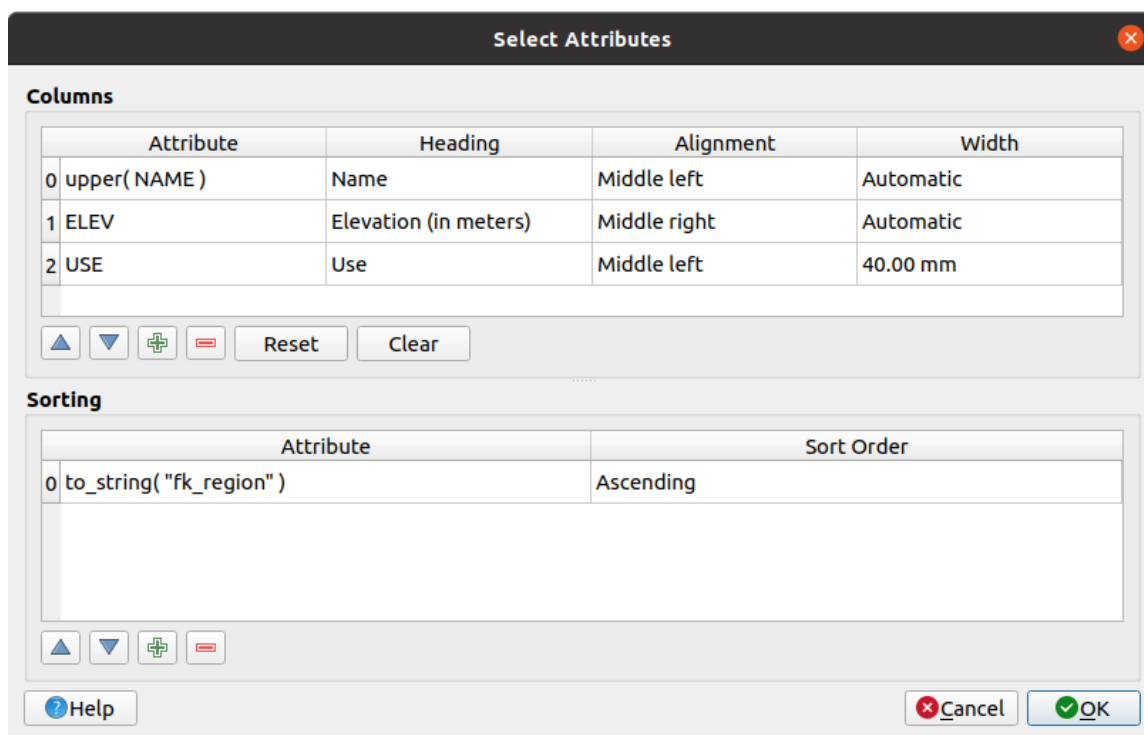 Select Attributes
Columns
Attribute Heading Alignment Width
0 upper( NAME ) Name Middle left Automatic
1 ELEV Elevation (in meters) Middle right Automatic
2 USE Use Middle left 40.00 mm
Reset Clear
Sorting
Attribute Sort Order
0 to_string( "fk_region" ) Ascending
Help Cancel OK